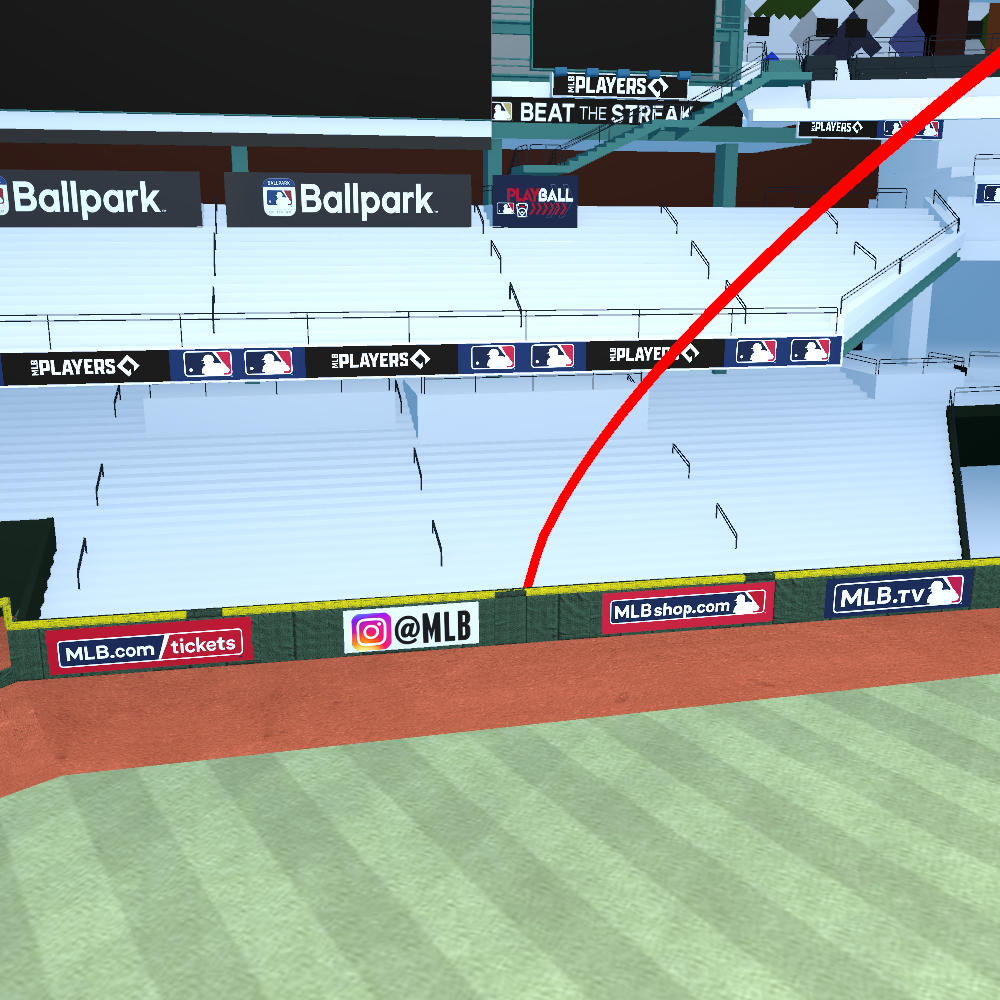 MLB PLAYERS
BEAT THE STREAK
PLAYERS
Ballpark
Ballpark
PLAY BALL
MLB PLAYERS
MLB PLAYERS
MLB PLAYERS
MLB.com/tickets
@MLB
MLBshop.com
MLB.TV